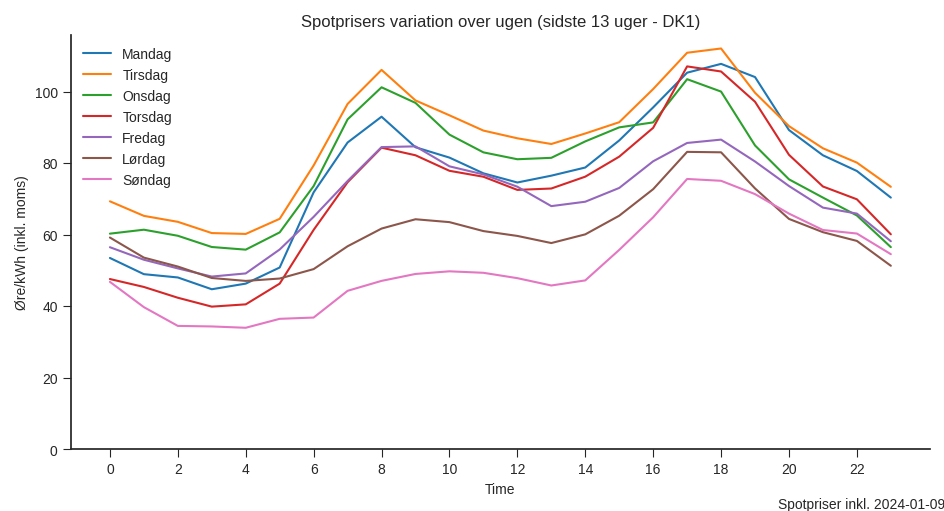 Spotprisers variation over ugen (sidste 13 uger - DK1)
Mandag
Tirsdag
Onsdag
Torsdag
Fredag
Lørdag
Søndag
Øre/kWh (inkl. moms)
100
80
60
40
20
0
0 2 4 6 8 10 12 14 16 18 20 22
Time
Spotpriser inkl. 2024-01-09